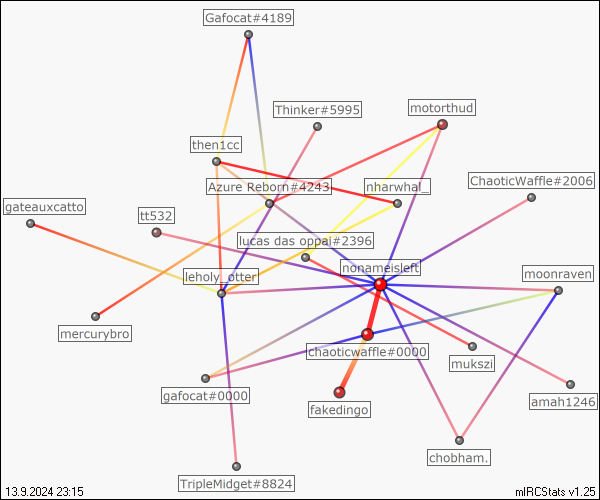 Gafocat#4189
Thinker#5995
motorthud
then1cc
Azure Reborn#4243
nharwhal_
ChaoticWaffle#2006
gateauxcatto
tt532
lucas das oppai#2396
nonameisleft
leholy_otter
moonraven
mercurybro
chaoticwaffle#0000
mukszi
gafocat#0000
fakedingo
amah1246
chobham.
TripleMidget#8824
13.9.2024 23:15
mIRCStats v1.25